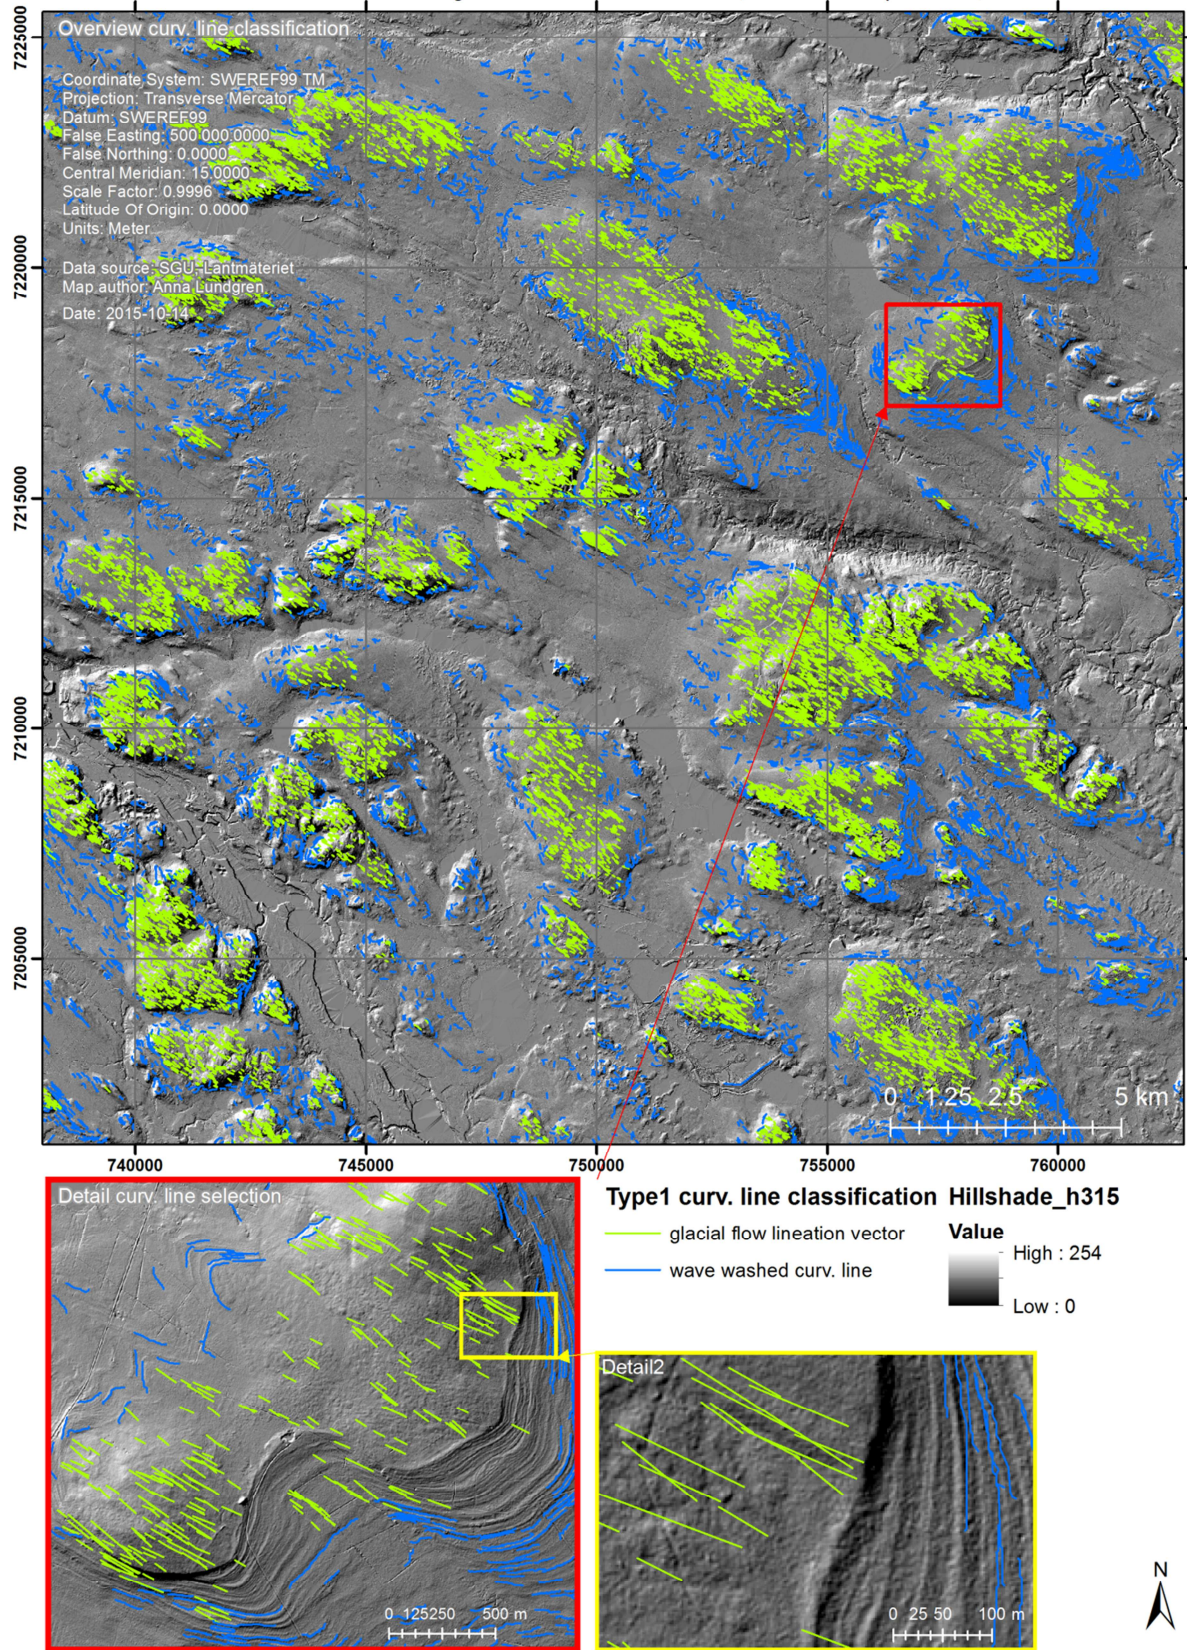 Overview curv. line classification
Coordinate System: SWEREF99 TM
Projection: Transverse Mercator
Datum: SWEREF99
False Easting: 500 000.0000
False Northing: 0.0000
Central Meridian: 15.0000
Scale Factor: 0.9996
Latitude Of Origin: 0.0000
Units: Meter
Data source: SGU, Lantmäteriet
Map author: Anna Lundgren
Date: 2015-10-14
7225000
7220000
7215000
7210000
7205000
0 1.25 2.5 5 km
740000 745000 750000 755000 760000
Detail curv. line selection
0 125250 500 m
Type1 curv. line classification
glacial flow lineation vector
wave washed curv. line
Hillshade_h315
Value
High : 254
Low : 0
Detail2
0 25 50 100 m
N